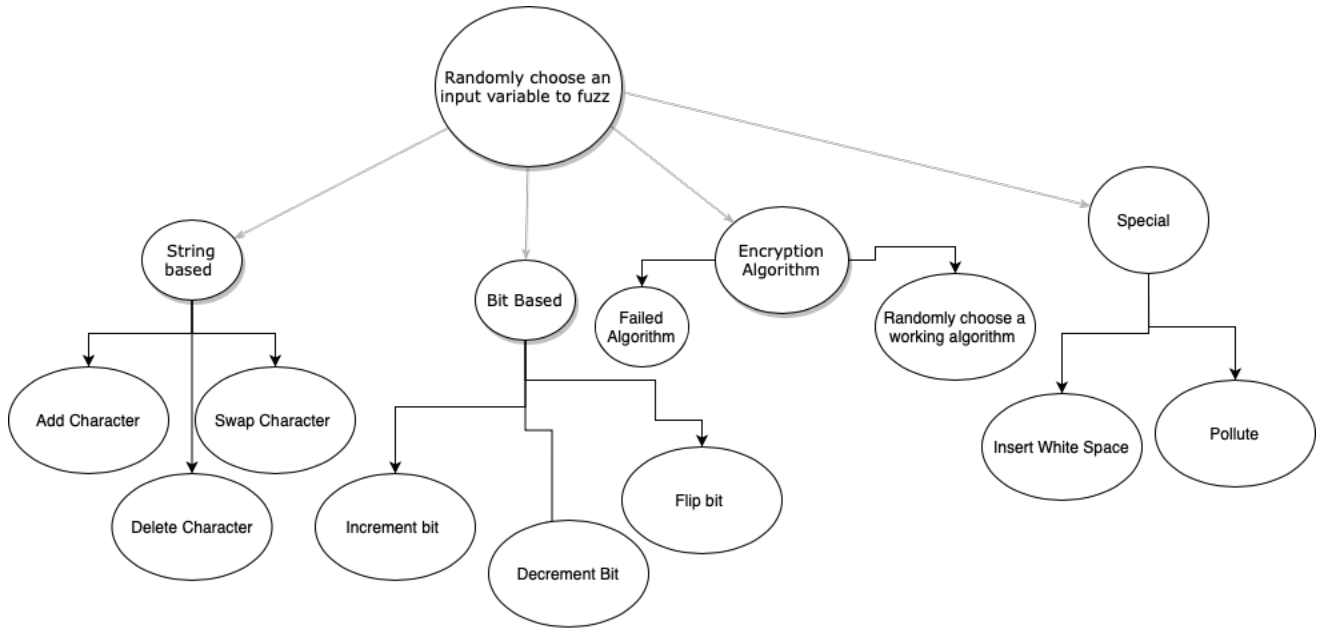 Randomly choose an
input variable to fuzz
String
based
Bit Based
Encryption
Algorithm
Special
Failed
Algorithm
Randomly choose a
working algorithm
Add Character
Swap Character
Delete Character
Increment bit
Decrement Bit
Flip bit
Insert White Space
Pollute